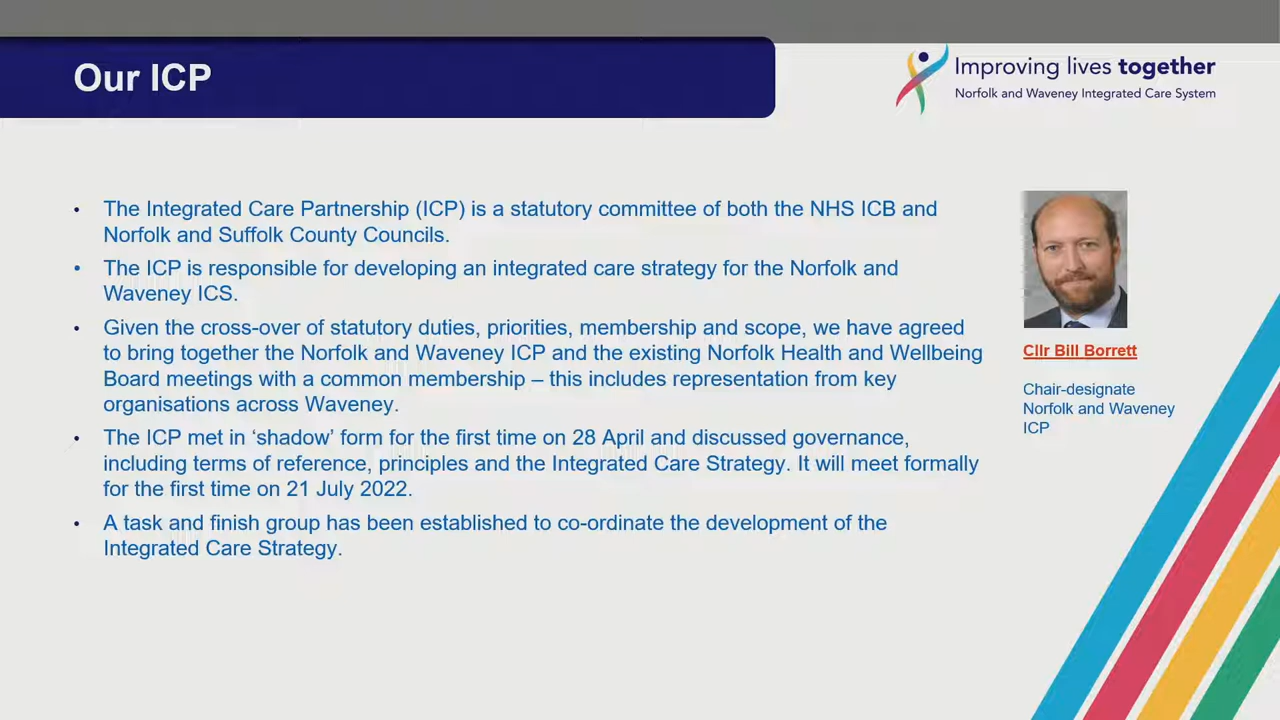 Our ICP
Improving lives together
Norfolk and Waveney Integrated Care System
• The Integrated Care Partnership (ICP) is a statutory committee of both the NHS ICB and
Norfolk and Suffolk County Councils.
• The ICP is responsible for developing an integrated care strategy for the Norfolk and
Waveney ICS.
• Given the cross-over of statutory duties, priorities, membership and scope, we have agreed
to bring together the Norfolk and Waveney ICP and the existing Norfolk Health and Wellbeing
Board meetings with a common membership – this includes representation from key
organisations across Waveney.
• The ICP met in ‘shadow’ form for the first time on 28 April and discussed governance,
including terms of reference, principles and the Integrated Care Strategy. It will meet formally
for the first time on 21 July 2022.
• A task and finish group has been established to co-ordinate the development of the
Integrated Care Strategy.
Cllr Bill Borrett
Chair-designate
Norfolk and Waveney
ICP